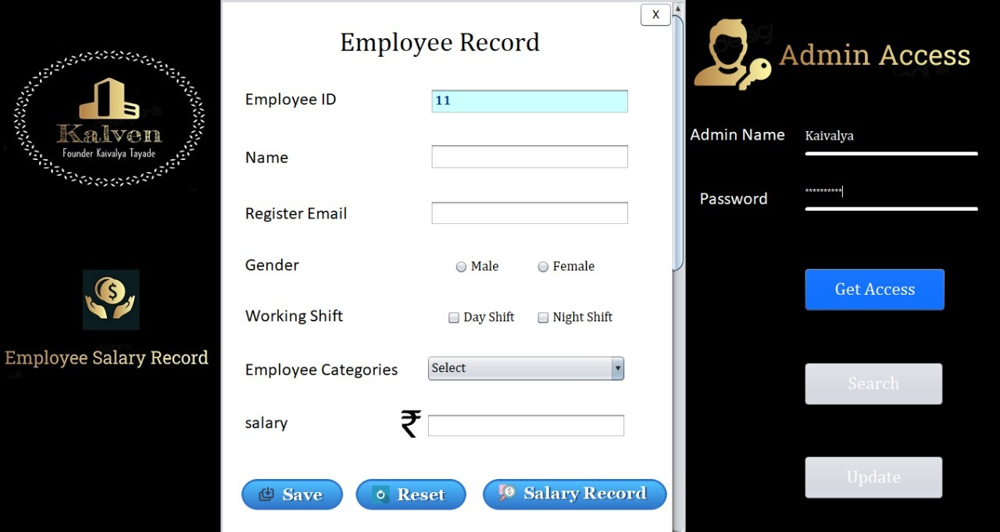 Kalven
Founder Kaivalya Tayade
Employee Salary Record
X
Employee Record
Employee ID 11
Name
Register Email
Gender Male Female
Working Shift Day Shift Night Shift
Employee Categories Select
salary ₹
Save Reset Salary Record
Admin Access
Admin Name Kaivalya
Password **********
Get Access
Search
Update